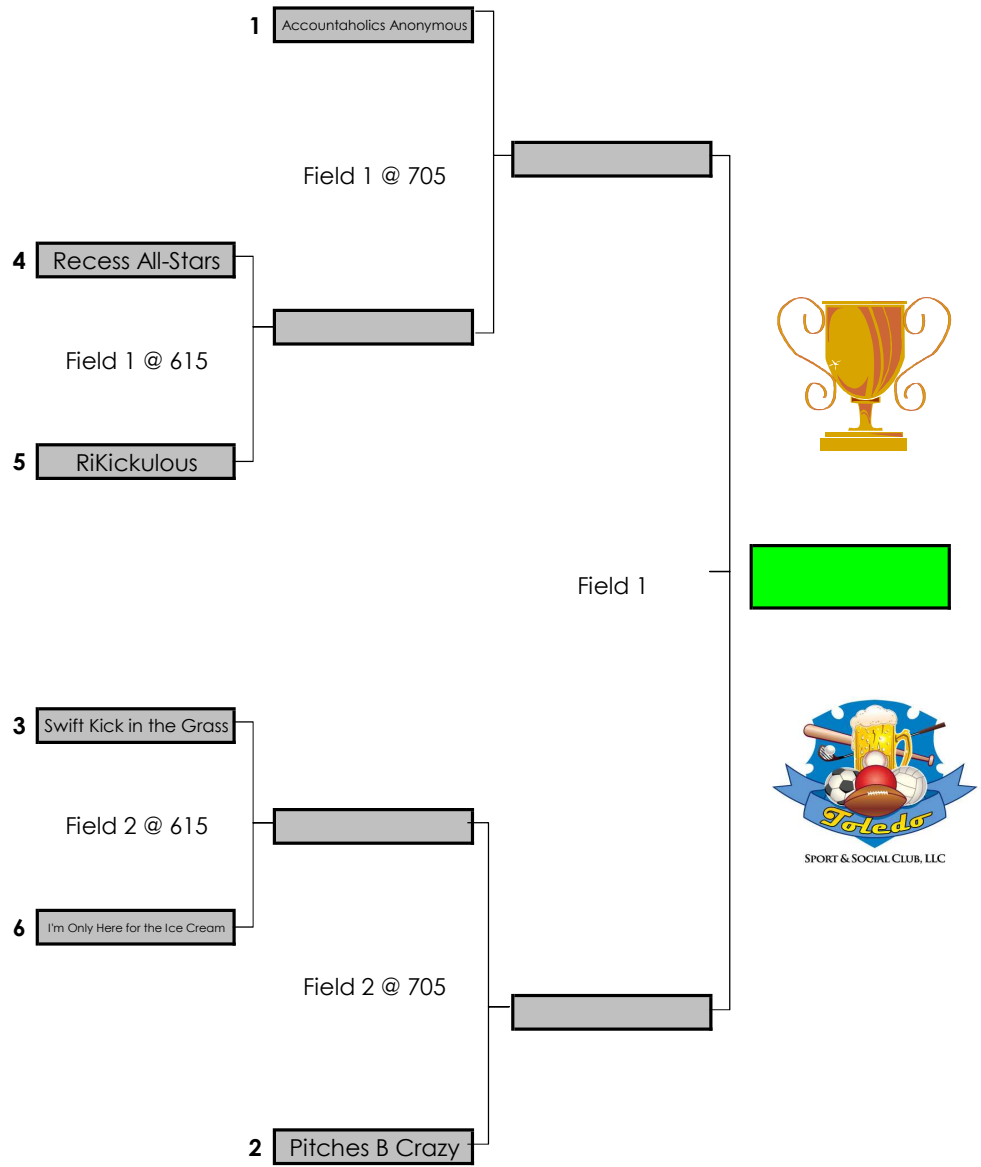 1 Accountaholics Anonymous
Field 1 @ 705
4 Recess All-Stars
Field 1 @ 615
5 RiKickulous
Field 1
3 Swift Kick in the Grass
Field 2 @ 615
6 I'm Only Here for the Ice Cream
Field 2 @ 705
2 Pitches B Crazy
Toledo
SPORT & SOCIAL CLUB, LLC